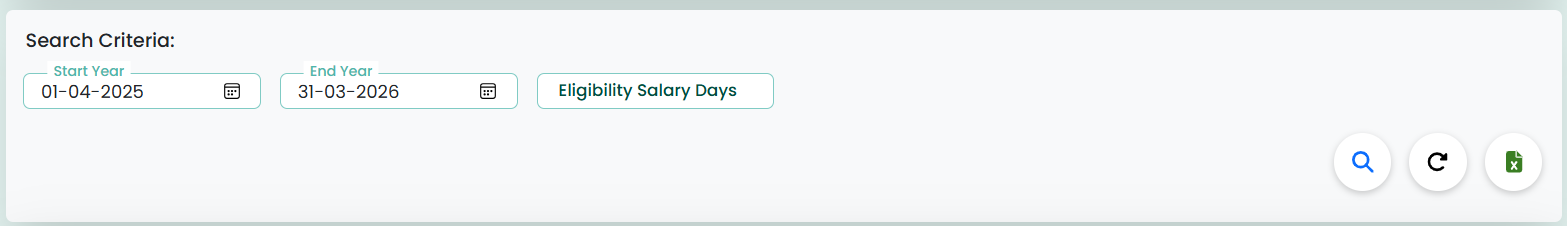 Search Criteria:
Start Year
01-04-2025
End Year
31-03-2026
Eligibility Salary Days